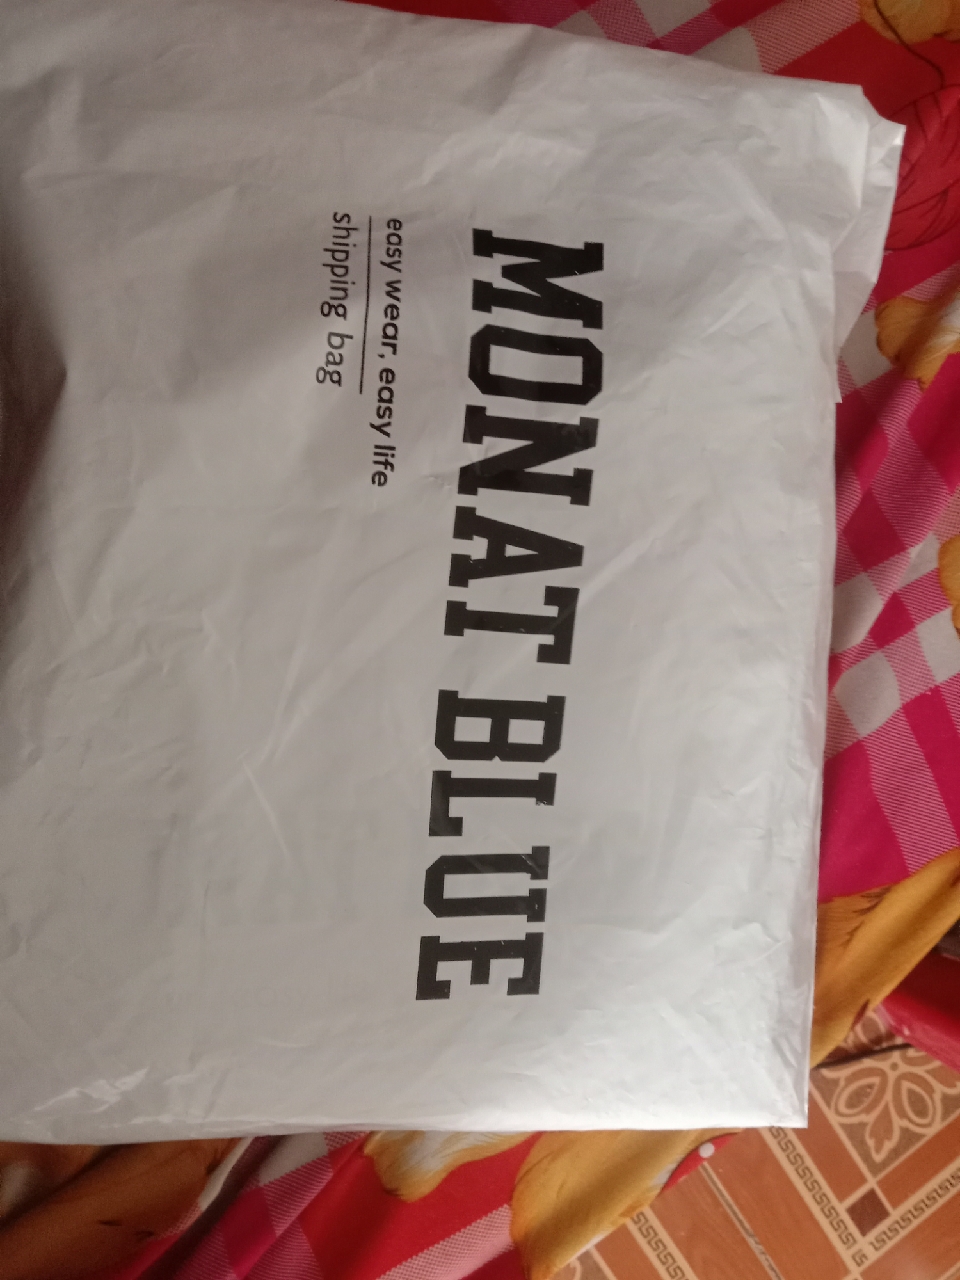 MONAT BLUE
easy wear, easy life
shipping bag